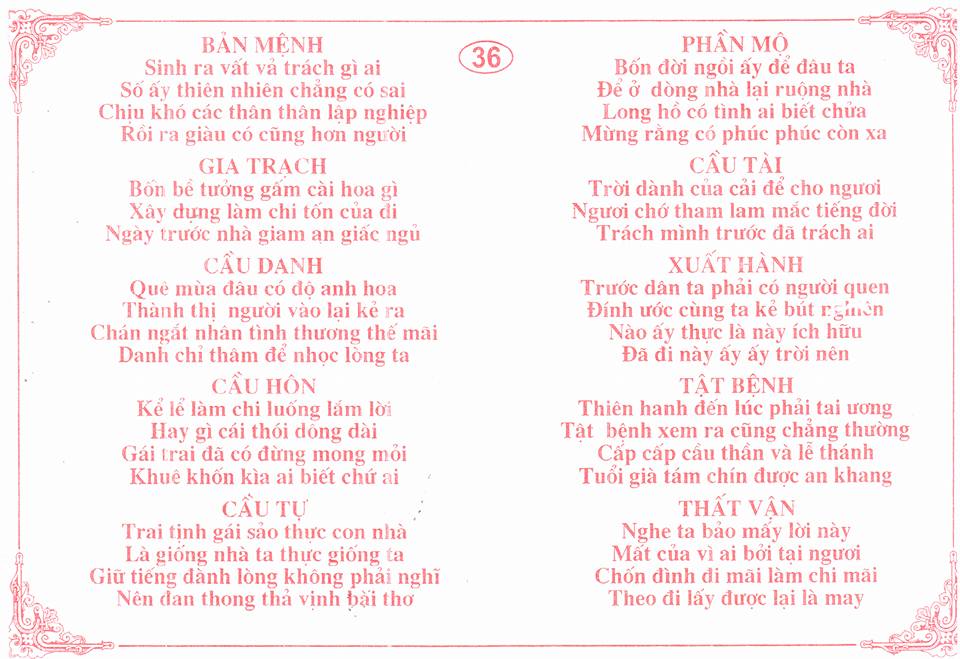 36
BẢN MỆNH
Sinh ra vất vả trách gì ai
Số ấy thiên nhiên chẳng có sai
Chịu khó các thân thân lập nghiệp
Rồi ra giàu có cũng hơn người
GIA TRẠCH
Bốn bề tưởng gấm cài hoa gì
Xây dựng làm chi tốn của đi
Ngày trước nhà giam an giấc ngủ
CẦU DANH
Quê mùa đâu có độ anh hoa
Thành thị người vào lại kẻ ra
Chán ngắt nhân tình thương thế mãi
Danh chỉ thâm để nhọc lòng ta
CẦU HÔN
Kể lể làm chi luống lắm lời
Hay gì cái thói dông dài
Gái trai đã có đừng mong mỏi
Khuê khốn kìa ai biết chứ ai
CẦU TỰ
Trai tịnh gái sảo thực con nhà
Là giống nhà ta thực giống ta
Giữ tiếng đành lòng không phải nghĩ
Nên đan thong thả vịnh bài thơ
PHẦN MỘ
Bốn đời ngồi ấy để đâu ta
Để ở dòng nhà lại ruộng nhà
Long hồ có tình ai biết chửa
Mừng rằng có phúc phúc còn xa
CẦU TÀI
Trời dành của cải để cho ngươi
Ngươi chớ tham lam mắc tiếng đời
Trách mình trước đã trách ai
XUẤT HÀNH
Trước dân ta phải có người quen
Đính ước cùng ta kẻ bút nghiên
Nào ấy thực là này ích hữu
Đã đi này ấy ấy trời nên
TẬT BỆNH
Thiên hanh đến lúc phải tai ương
Tật bệnh xem ra cũng chẳng thường
Cấp cấp cầu thần và lễ thánh
Tuổi già tám chín được an khang
THẤT VẬN
Nghe ta bảo mấy lời này
Mất của vì ai bởi tại ngươi
Chốn đình đi mãi làm chi mãi
Theo đi lấy được lại là may